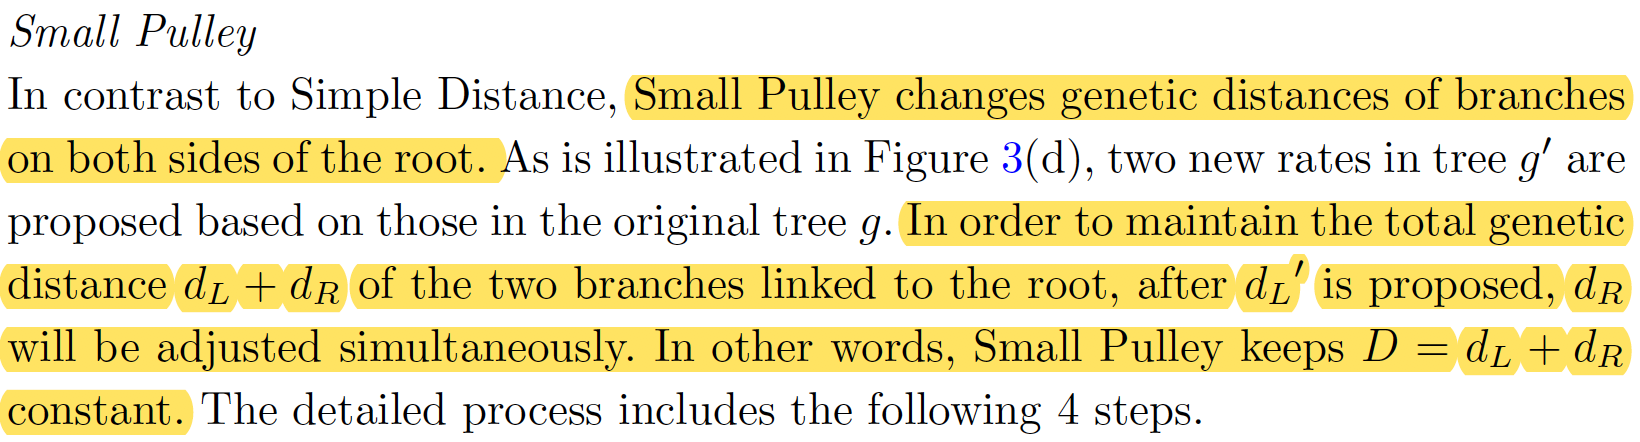 Small Pulley
In contrast to Simple Distance, Small Pulley changes genetic distances of branches
on both sides of the root. As is illustrated in Figure 3(d), two new rates in tree g′ are
proposed based on those in the original tree g. In order to maintain the total genetic
distance d_L + d_R of the two branches linked to the root, after d_L′ is proposed, d_R
will be adjusted simultaneously. In other words, Small Pulley keeps D = d_L + d_R
constant. The detailed process includes the following 4 steps.